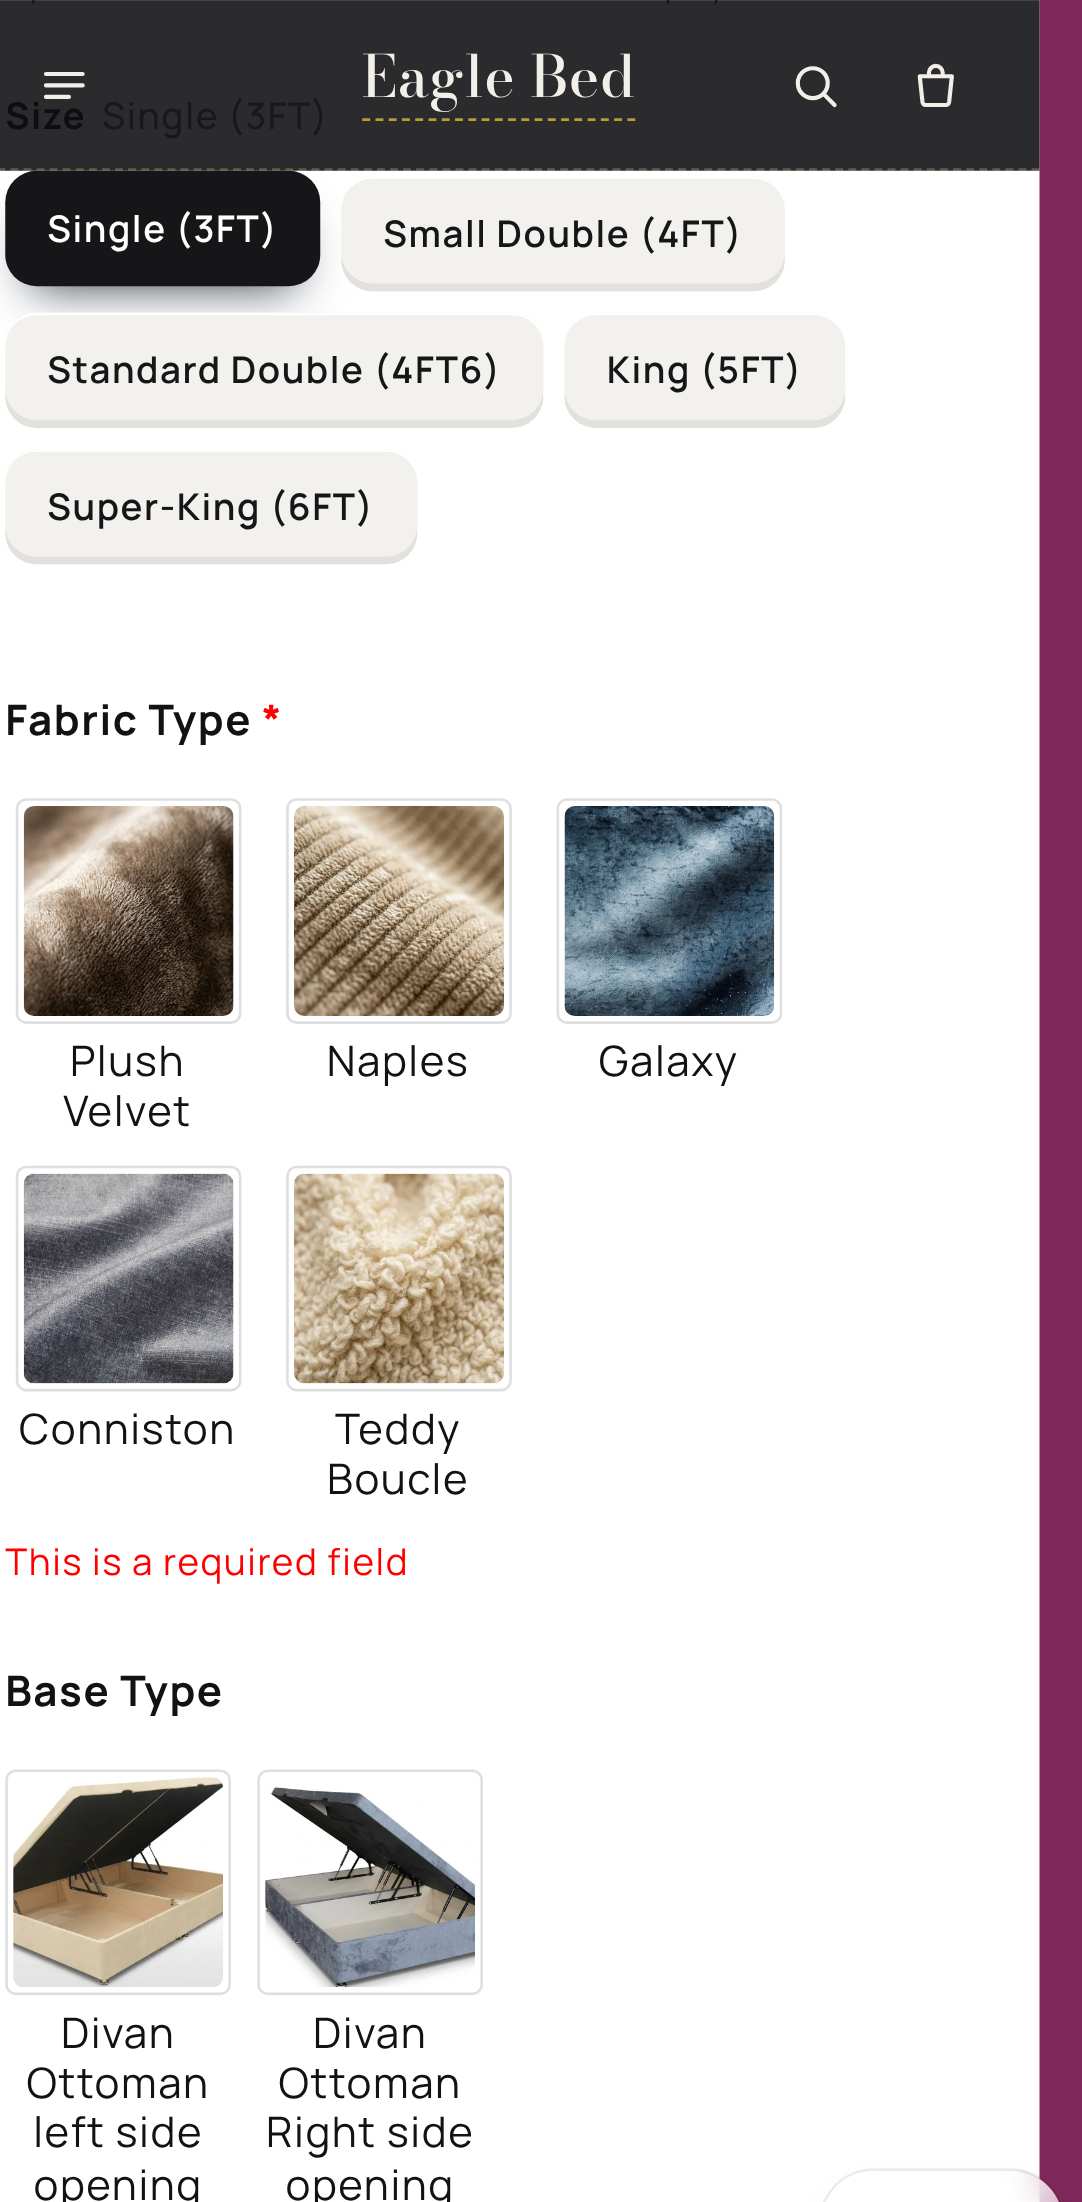 Eagle Bed
Size Single (3FT)
Single (3FT)
Small Double (4FT)
Standard Double (4FT6)
King (5FT)
Super-King (6FT)
Fabric Type *
Plush
Velvet
Naples
Galaxy
Conniston
Teddy
Boucle
This is a required field
Base Type
Divan
Ottoman
left side
opening
Divan
Ottoman
Right side
opening